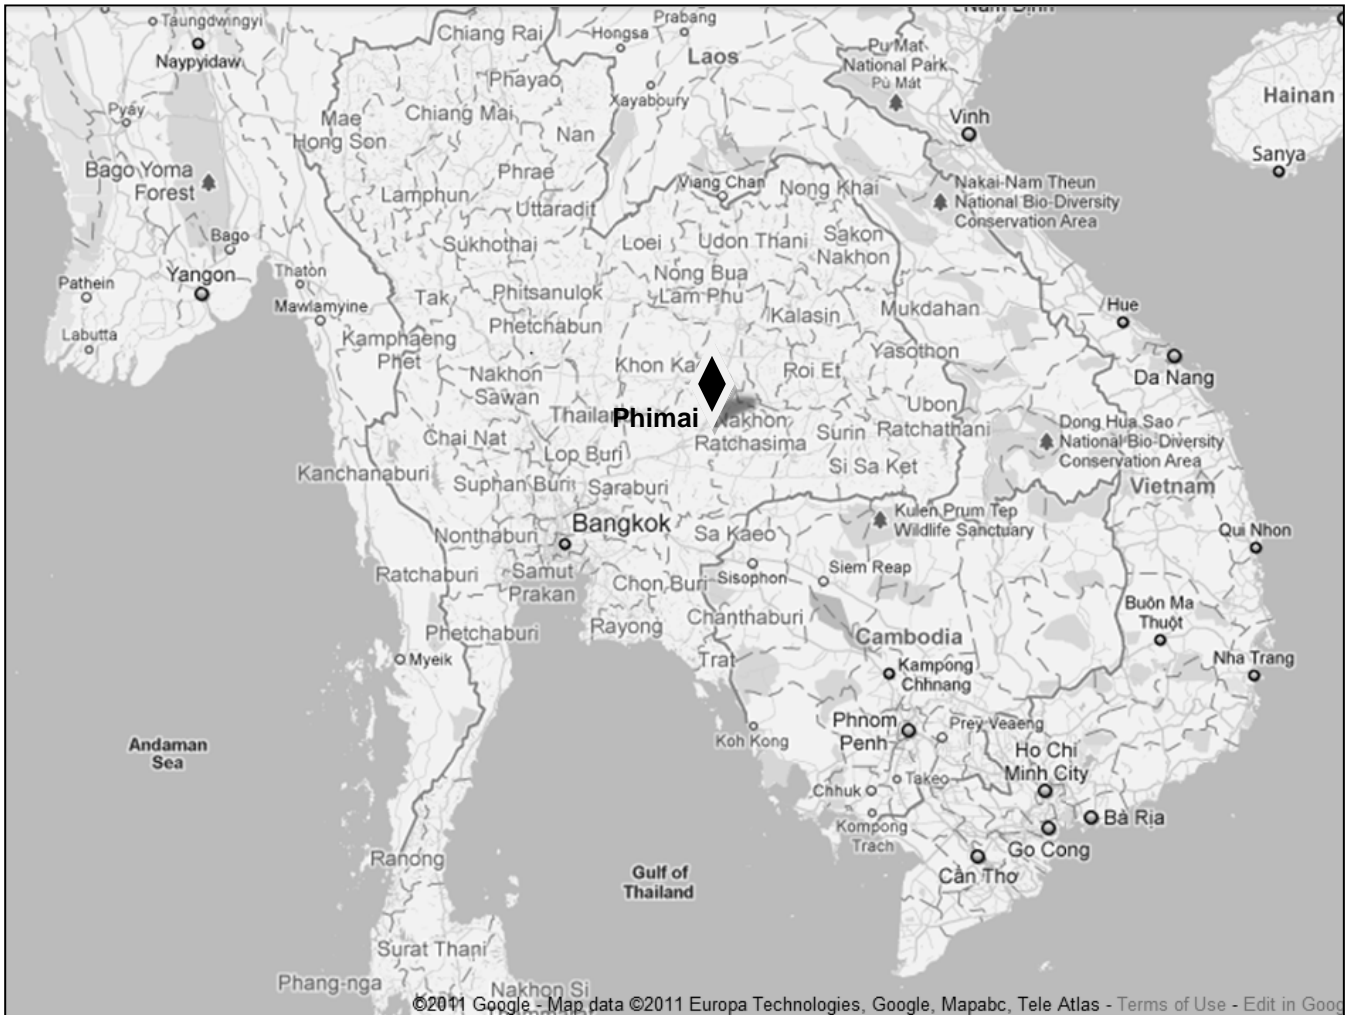 Taungdwingyi
Naypyidaw
Chiang Rai
Prabang
Hongsa
Laos
Nam Định
Pu Mat
National Park
Pù Mát
Hainan
Phayao
Xayaboury
Pyay
Mae
Hong Son
Chiang Mai
Nan
Vinh
Sanya
Bago Yoma
Forest
Phrae
Lamphun
Uttaradit
Viang Chan
Nong Khai
Nakai-Nam Theun
National Bio-Diversity
Conservation Area
Bago
Sukhothai
Loei
Udon Thani
Sakon
Nakhon
Pathein
Yangon
Thaton
Mawlamyine
Tak
Phitsanulok
Nong Bua
Lam Phu
Kalasin
Mukdahan
Hue
Labutta
Kamphaeng
Phet
Phetchabun
Khon Ka
Roi Et
Yasothon
Da Nang
Nakhon
Sawan
Thailan
Phimai
Nakhon
Ratchasima
Surin
Ubon
Ratchathani
Dong Hua Sao
National Bio-Diversity
Conservation Area
Chai Nat
Lop Buri
Si Sa Ket
Kanchanaburi
Suphan Buri
Saraburi
Vietnam
Nonthaburi
Bangkok
Sa Kaeo
Kulen Prum Tep
Wildlife Sanctuary
Qui Nhon
Ratchaburi
Samut
Prakan
Chon Buri
Sisophon
Siem Reap
Rayong
Chanthaburi
Buôn Ma
Thuột
Phetchaburi
Cambodia
Myeik
Trat
Kampong
Chhnang
Nha Trang
Andaman
Sea
Koh Kong
Phnom
Penh
Prey Veaeng
Ho Chi
Minh City
Takeo
Chhuk
Kompong
Trach
Bà Rịa
Go Cong
Cần Thơ
Ranong
Gulf of
Thailand
Surat Thani
Phang-nga
Nakhon Si
©2011 Google - Map data ©2011 Europa Technologies, Google, Mapabc, Tele Atlas - Terms of Use - Edit in Goog